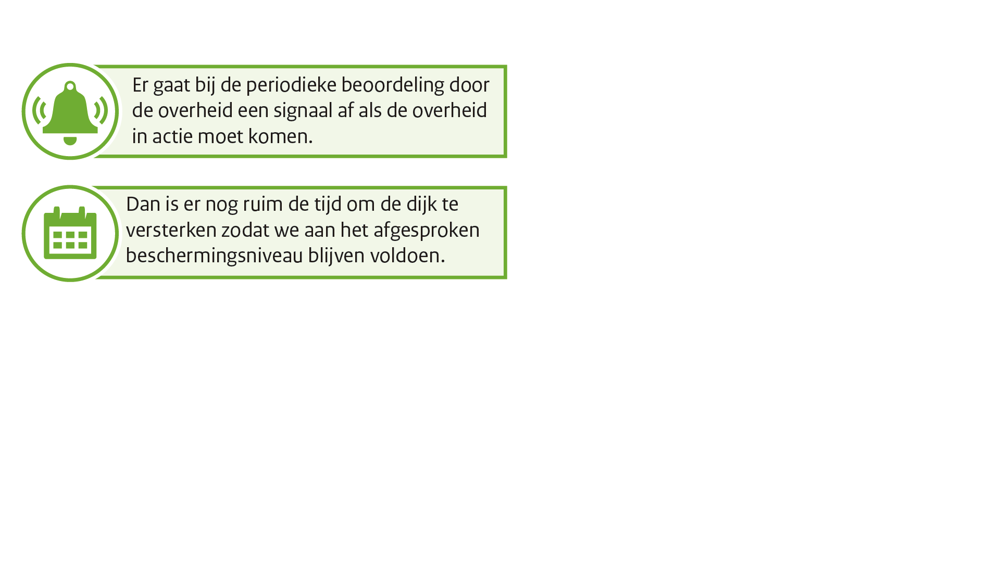 Er gaat bij de periodieke beoordeling door
de overheid een signaal af als de overheid
in actie moet komen.
Dan is er nog ruim de tijd om de dijk te
versterken zodat we aan het afgesproken
beschermingsniveau blijven voldoen.